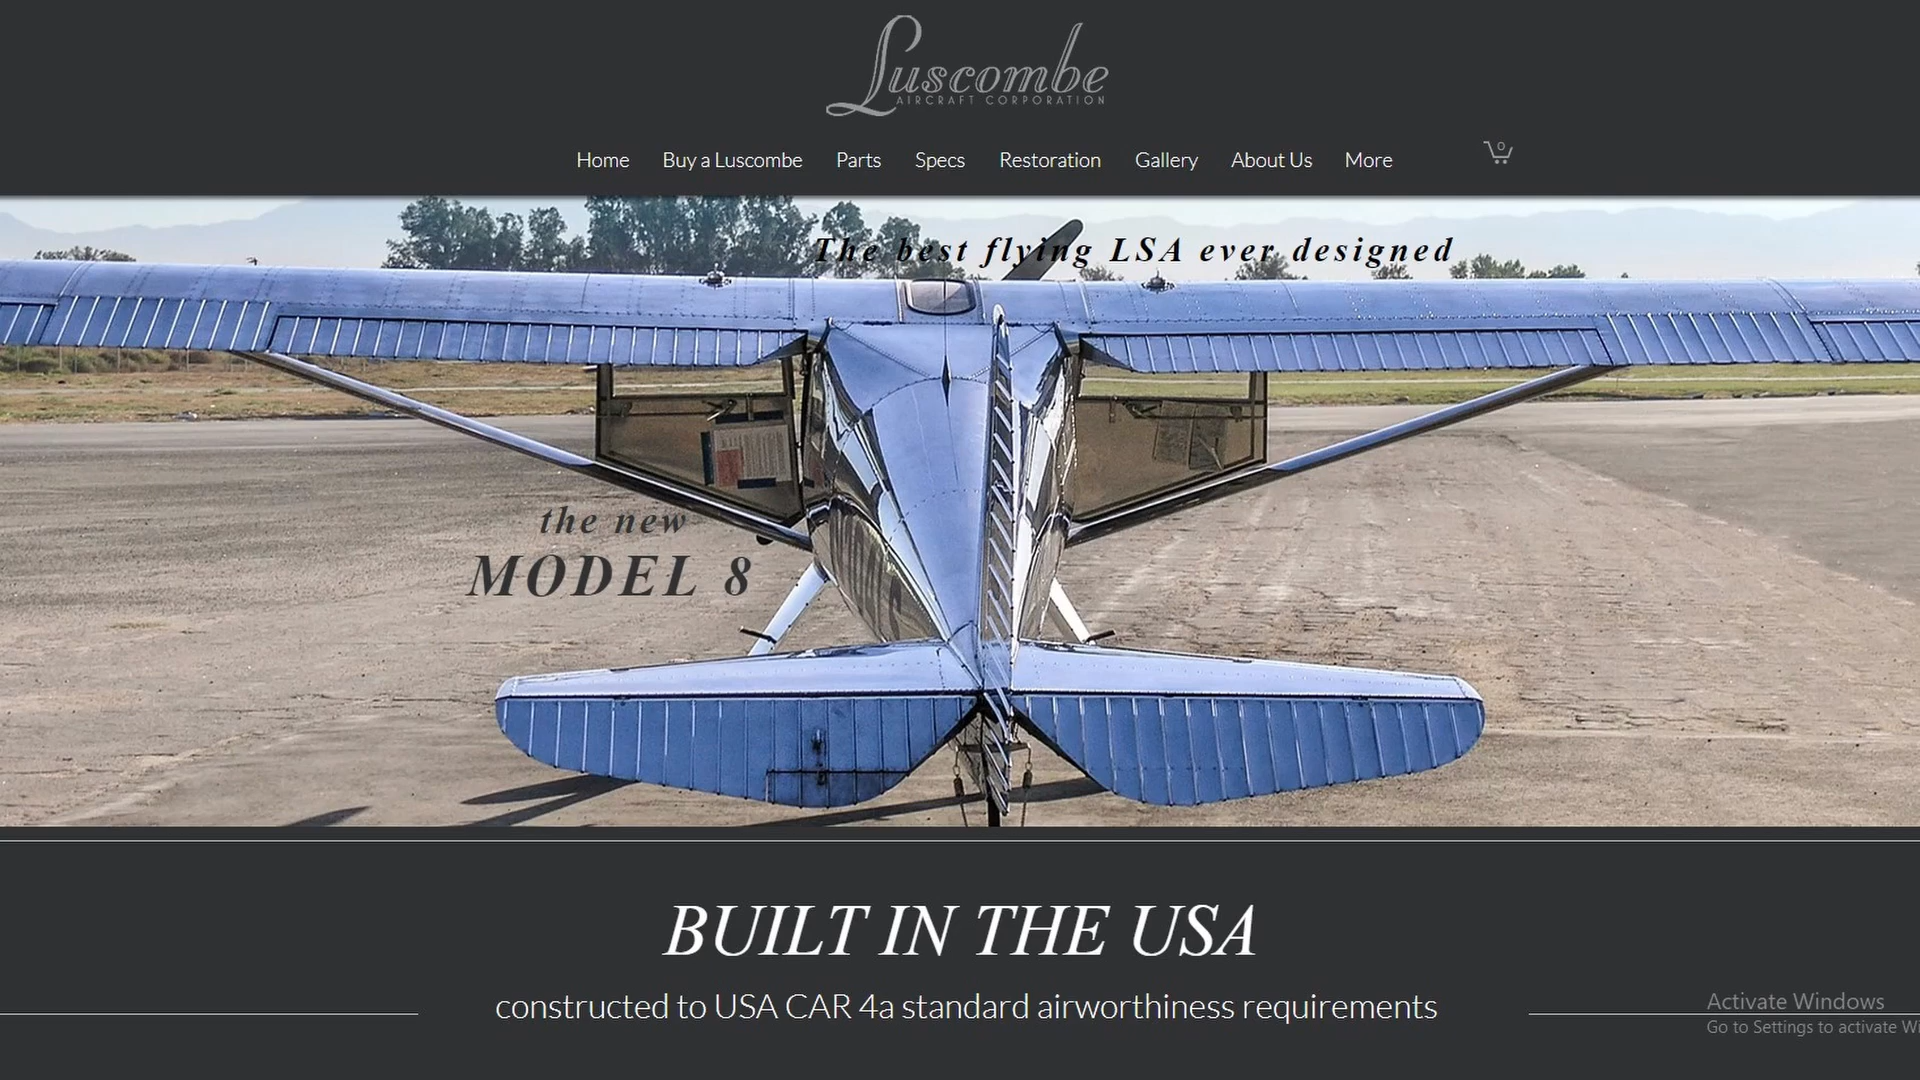 Luscombe
AIRCRAFT CORPORATION
Home Buy a Luscombe Parts Specs Restoration Gallery About Us More 0
The best flying LSA ever designed
the new
MODEL 8
BUILT IN THE USA
constructed to USA CAR 4a standard airworthiness requirements
Activate Windows
Go to Settings to activate Wi